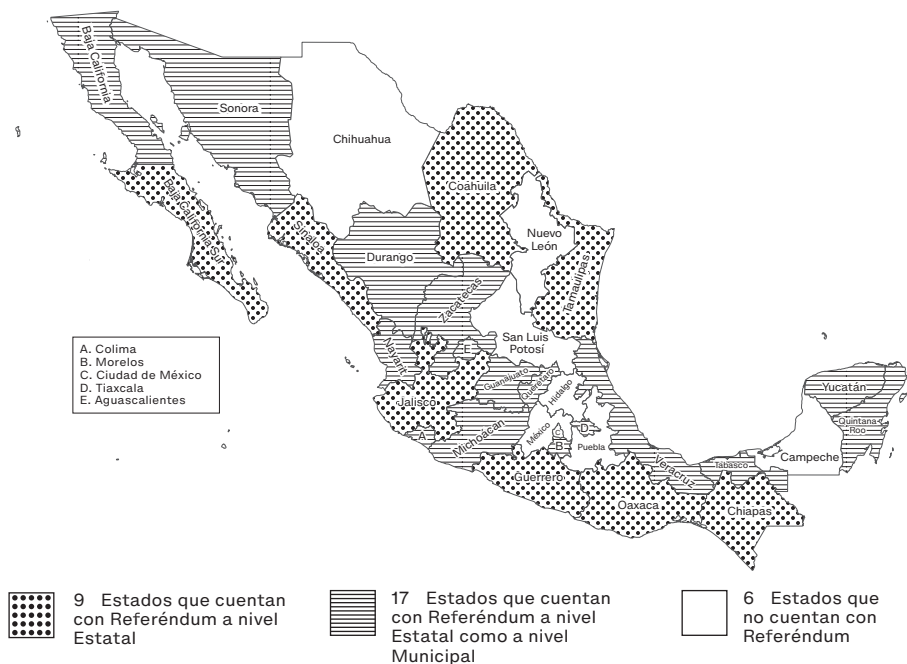 Baja California
Sonora
Chihuahua
Coahuila
Baja California Sur
Sinaloa
Nuevo
León
Durango
Tamaulipas
Zacatecas
San Luis
Potosí
Nayarit
E
A. Colima
B. Morelos
C. Ciudad de México
D. Tiaxcala
E. Aguascalientes
Guanajuato
Querétaro
Hidalgo
Yucatán
Jalisco
Quintana
Roo
A
Michoacán
México
C
D
B
Puebla
Campeche
Veracruz
Tabasco
Guerrero
Oaxaca
Chiapas
9 Estados que cuentan
con Referéndum a nivel
Estatal
17 Estados que cuentan
con Referéndum a nivel
Estatal como a nivel
Municipal
6 Estados que
no cuentan con
Referéndum